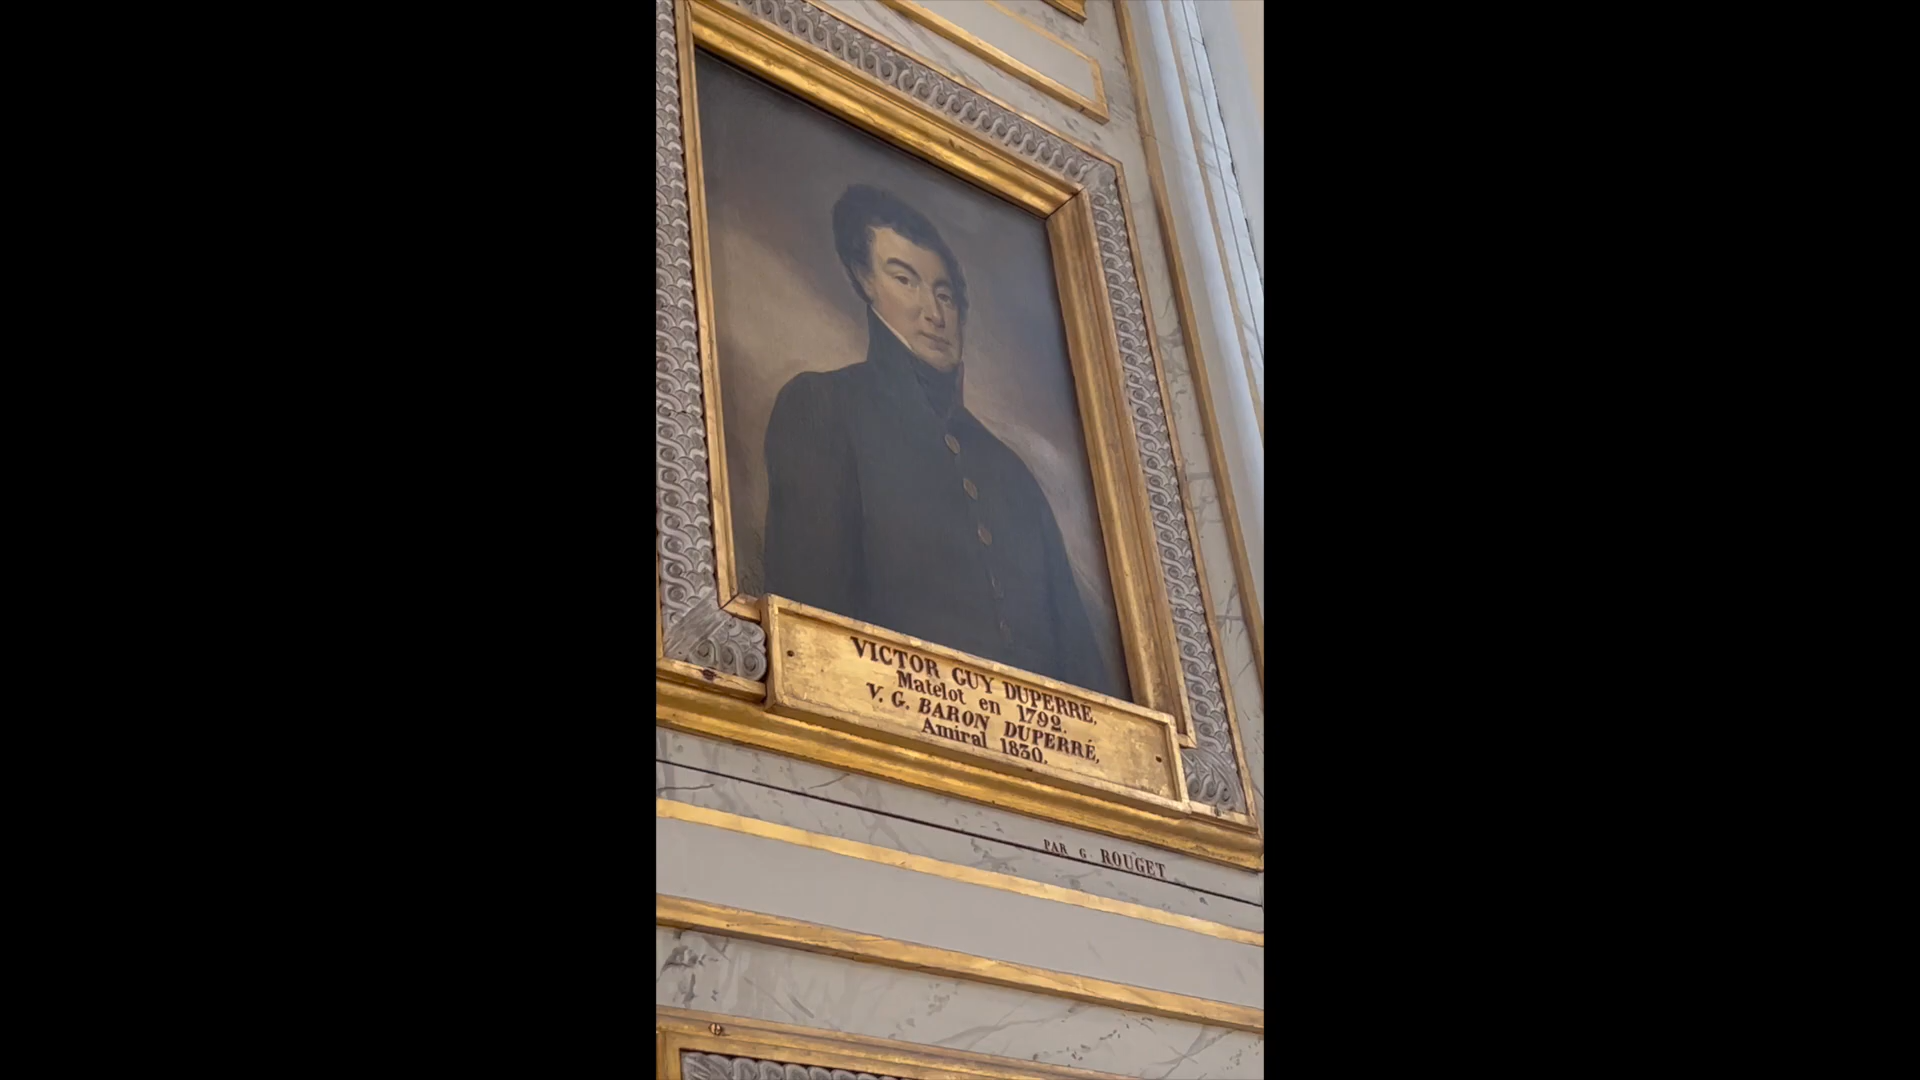 VICTOR GUY DUPERRE,
Matelot en 1792.
V. G. BARON DUPERRÉ,
Amiral 1830.
PAR G ROUGET